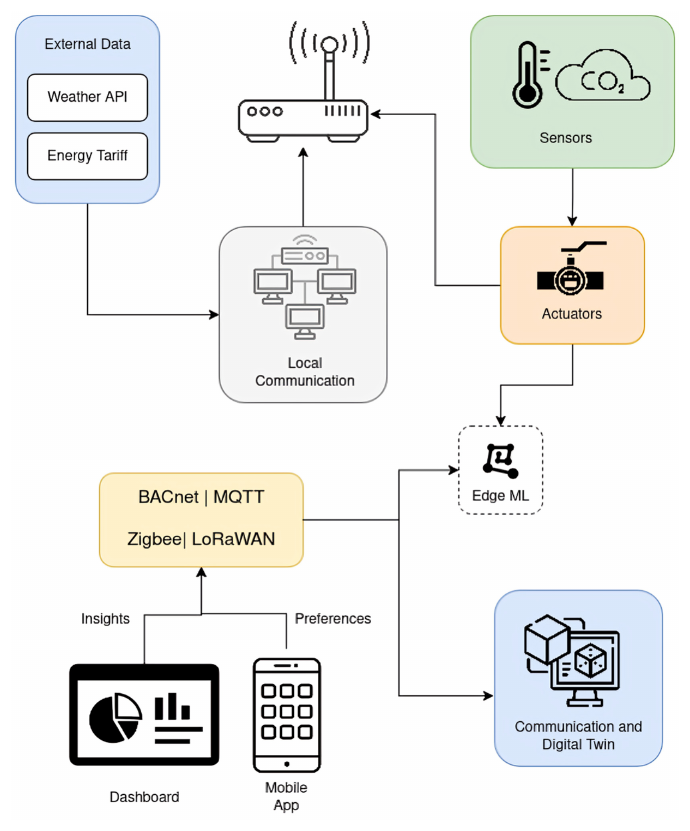 External Data
Weather API
Energy Tariff
CO₂
Sensors
Actuators
Local
Communication
Edge ML
BACnet | MQTT
Zigbee| LoRaWAN
Insights
Preferences
Communication and
Digital Twin
Dashboard
Mobile
App